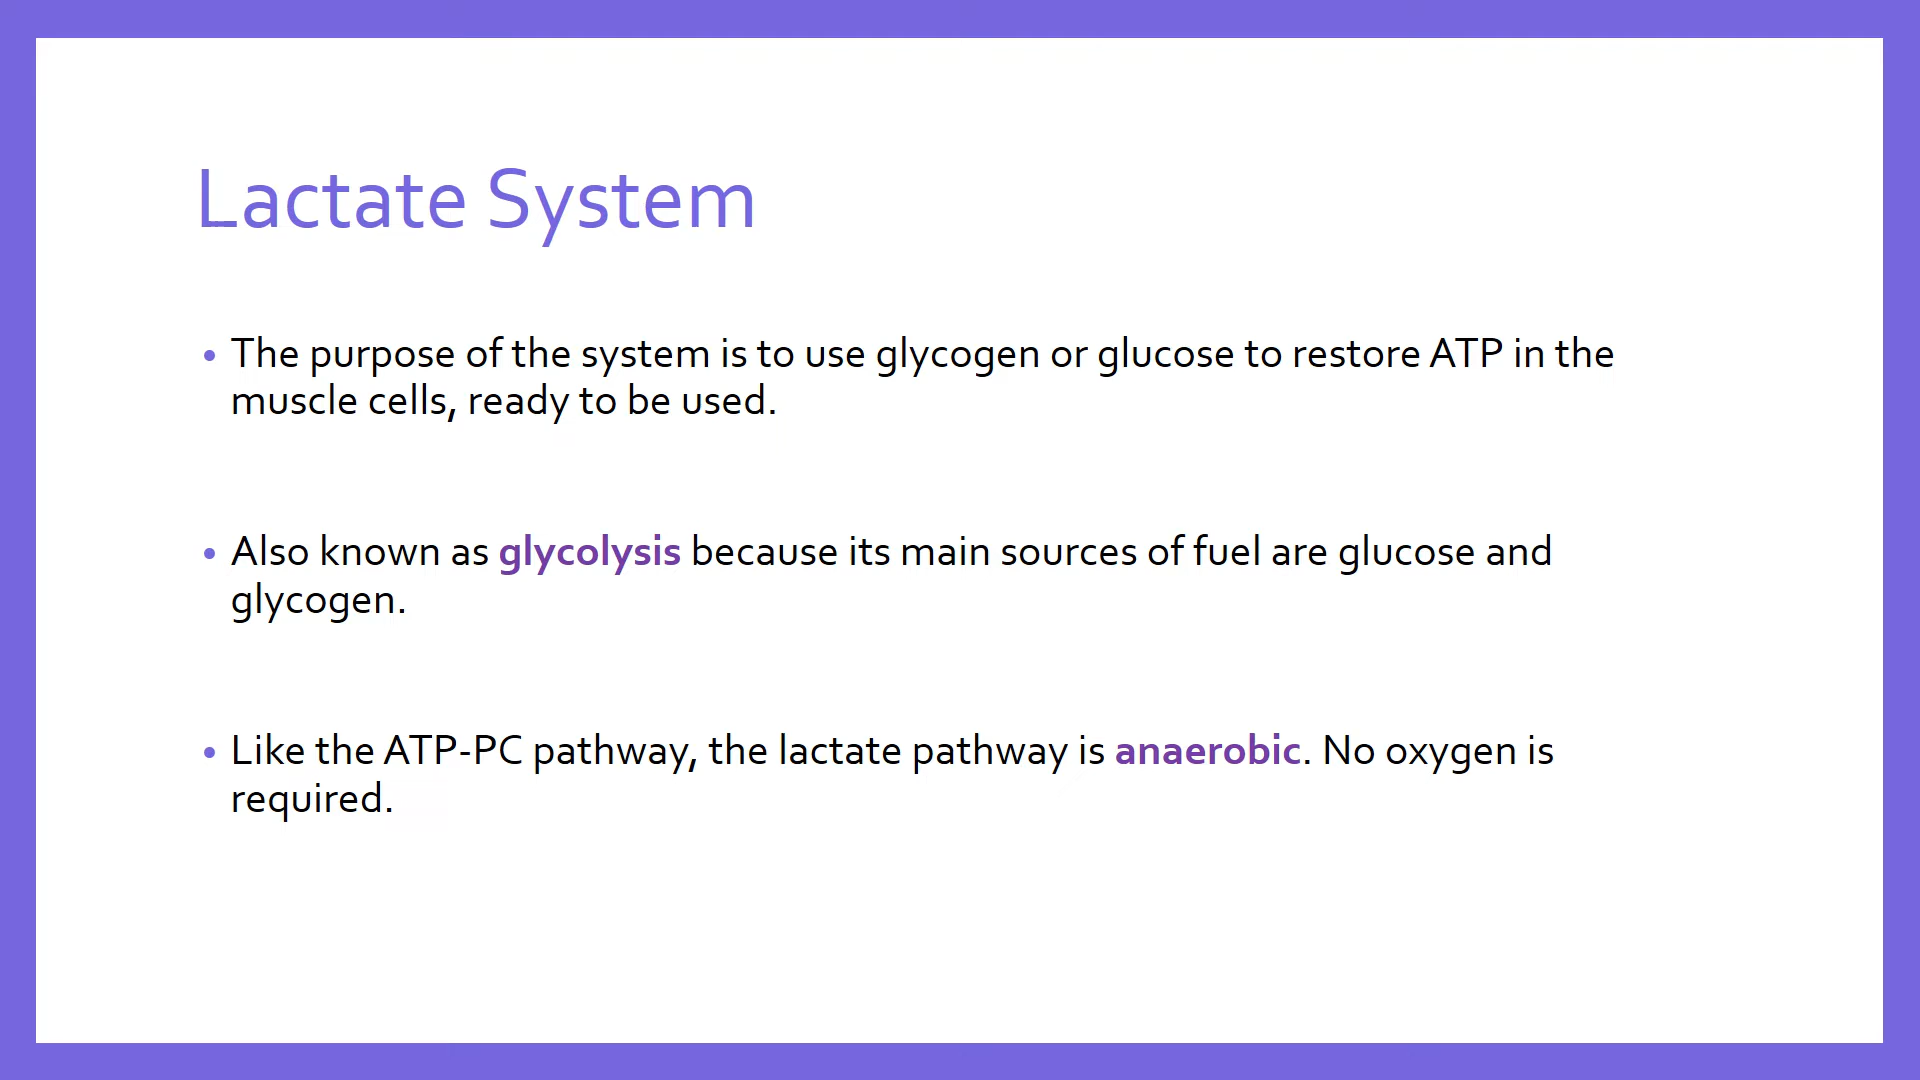 Lactate System
• The purpose of the system is to use glycogen or glucose to restore ATP in the
muscle cells, ready to be used.
• Also known as glycolysis because its main sources of fuel are glucose and
glycogen.
• Like the ATP-PC pathway, the lactate pathway is anaerobic. No oxygen is
required.